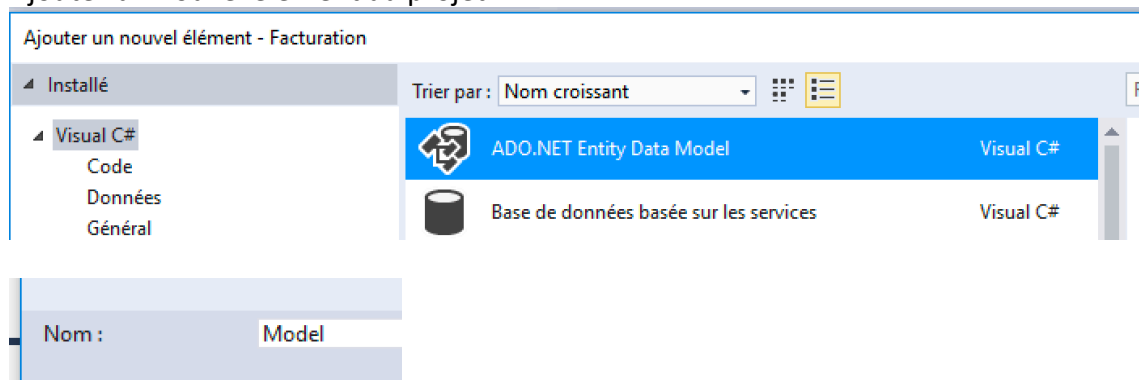 Ajouter un nouvel élément - Facturation
Installé
Trier par : Nom croissant
Visual C#
Code
Données
Général
ADO.NET Entity Data Model Visual C#
Base de données basée sur les services Visual C#
Nom : Model